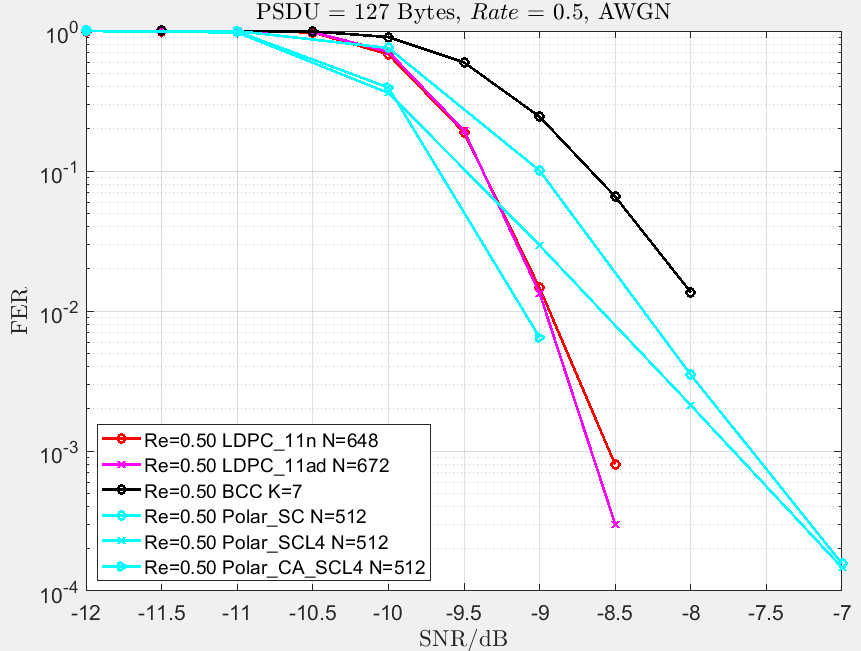 PSDU = 127 Bytes, Rate = 0.5, AWGN
10^0
10^-1
10^-2
10^-3
10^-4
FER
Re=0.50 LDPC_11n N=648
Re=0.50 LDPC_11ad N=672
Re=0.50 BCC K=7
Re=0.50 Polar_SC N=512
Re=0.50 Polar_SCL4 N=512
Re=0.50 Polar_CA_SCL4 N=512
-12 -11.5 -11 -10.5 -10 -9.5 -9 -8.5 -8 -7.5 -7
SNR/dB